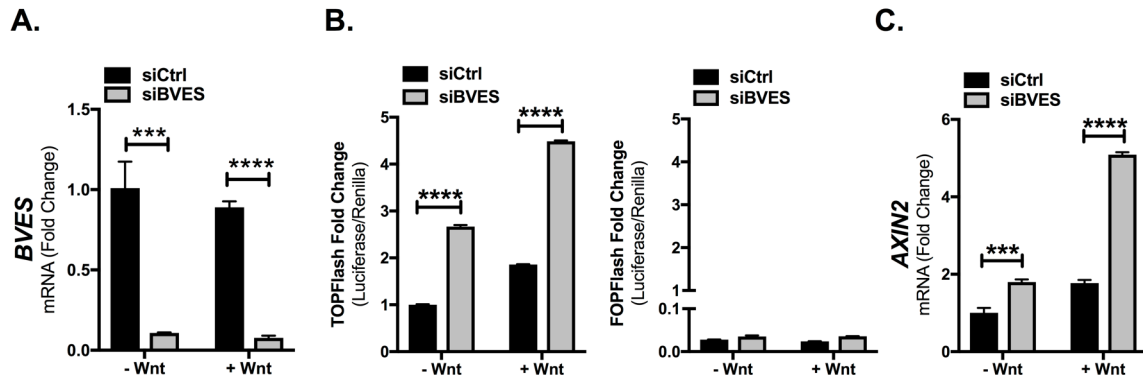 A.
siCtrl
siBVES
BVES
mRNA (Fold Change)
1.5
1.0
0.5
0.0
***
****
- Wnt
+ Wnt
B.
siCtrl
siBVES
TOPFlash Fold Change
(Luciferase/Renilla)
5
4
3
2
1
0
****
****
- Wnt
+ Wnt
siCtrl
siBVES
FOPFlash Fold Change
(Luciferase/Renilla)
5
4
3
2
1
0.1
0.0
- Wnt
+ Wnt
C.
siCtrl
siBVES
AXIN2
mRNA (Fold Change)
6
4
2
0
***
****
- Wnt
+ Wnt